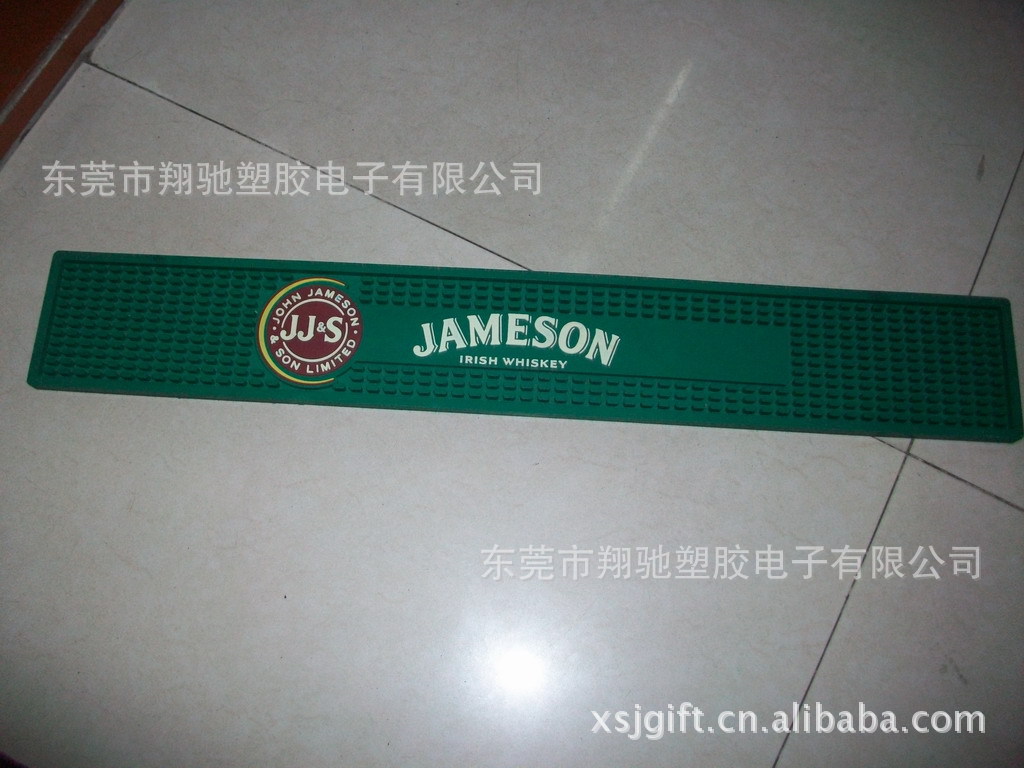 东莞市翔驰塑胶电子有限公司
JOHN JAMESON
JJ&S
& SON LIMITED
JAMESON
IRISH WHISKEY
东莞市翔驰塑胶电子有限公司
xsjgift.cn.alibaba.com